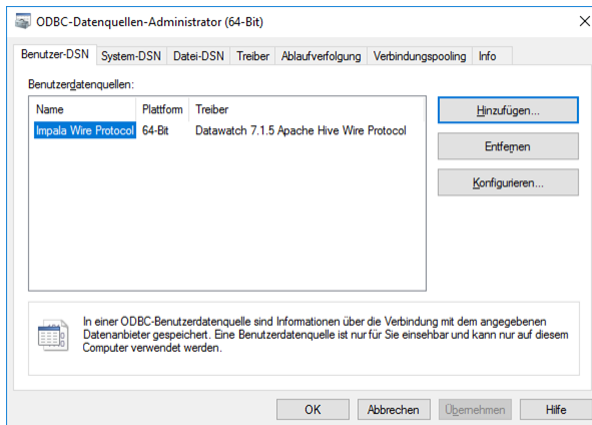 ODBC-Datenquellen-Administrator (64-Bit)
Benutzer-DSN System-DSN Datei-DSN Treiber Ablaufverfolgung Verbindungspooling Info
Benutzerdatenquellen:
Name Plattform Treiber
Impala Wire Protocol 64-Bit Datawatch 7.1.5 Apache Hive Wire Protocol
Hinzufügen...
Entfernen
Konfigurieren...
In einer ODBC-Benutzerdatenquelle sind Informationen über die Verbindung mit dem angegebenen
Datenanbieter gespeichert. Eine Benutzerdatenquelle ist nur für Sie einsehbar und kann nur auf diesem
Computer verwendet werden.
OK Abbrechen Übernehmen Hilfe